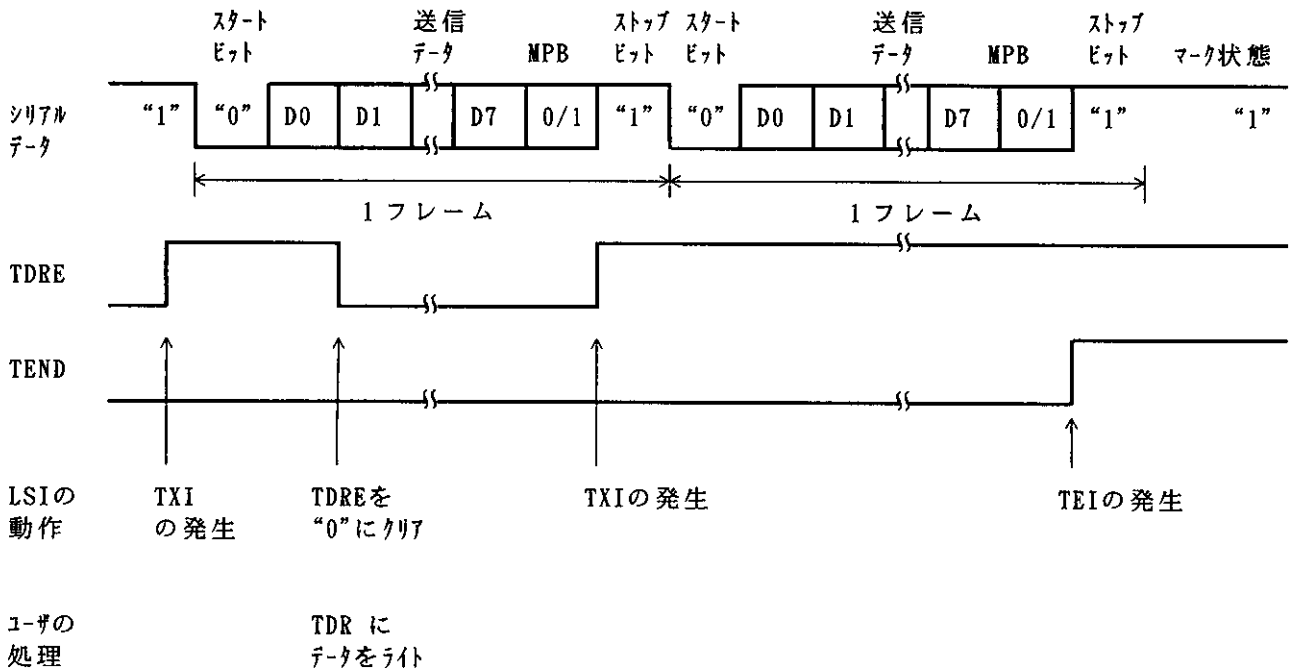 ｽﾀｰﾄ 送信 ｽﾄｯﾌﾟ ｽﾀｰﾄ 送信 ｽﾄｯﾌﾟ
ﾋﾞｯﾄ ﾃﾞｰﾀ MPB ﾋﾞｯﾄ ﾋﾞｯﾄ ﾃﾞｰﾀ MPB ﾋﾞｯﾄ ﾏｰｸ状態
ｼﾘｱﾙ
ﾃﾞｰﾀ
“1” “0” D0 D1 D7 0/1 “1” “0” D0 D1 D7 0/1 “1” “1”
1フレーム 1フレーム
TDRE
TEND
LSIの
動作
TXI
の発生
TDREを
“0”にｸﾘｱ
TXIの発生
TEIの発生
ﾕｰｻﾞの
処理
TDR に
ﾃﾞｰﾀをﾗｲﾄ